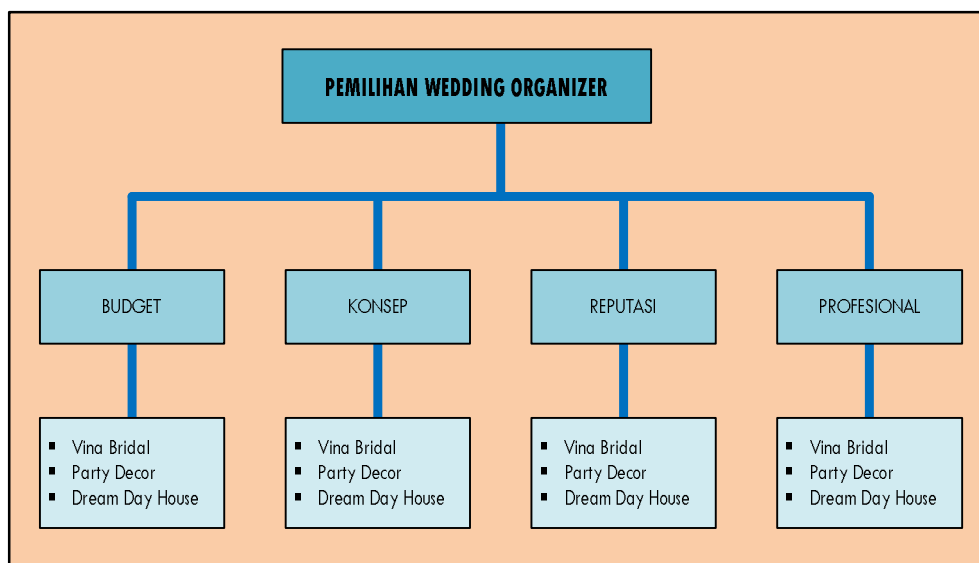 PEMILIHAN WEDDING ORGANIZER
BUDGET
KONSEP
REPUTASI
PROFESIONAL
▪ Vina Bridal
▪ Party Decor
▪ Dream Day House
▪ Vina Bridal
▪ Party Decor
▪ Dream Day House
▪ Vina Bridal
▪ Party Decor
▪ Dream Day House
▪ Vina Bridal
▪ Party Decor
▪ Dream Day House